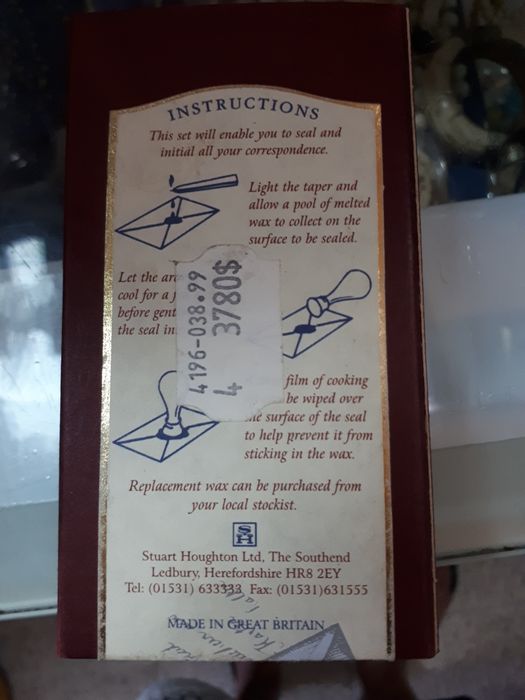 INSTRUCTIONS
This set will enable you to seal and
initial all your correspondence.
Light the taper and
allow a pool of melted
wax to collect on the
surface to be sealed.
Let the
cool for a
before
the seal
4196-038.99
4 3780$
film of cooking
be wiped over
surface of the seal
to help prevent it from
sticking in the wax.
Replacement wax can be purchased from
your local stockist.
SH
Stuart Houghton Ltd, The Southend
Ledbury, Herefordshire HR8 2EY
Tel: (01531) 633333 Fax: (01531)631555
MADE IN GREAT BRITAIN